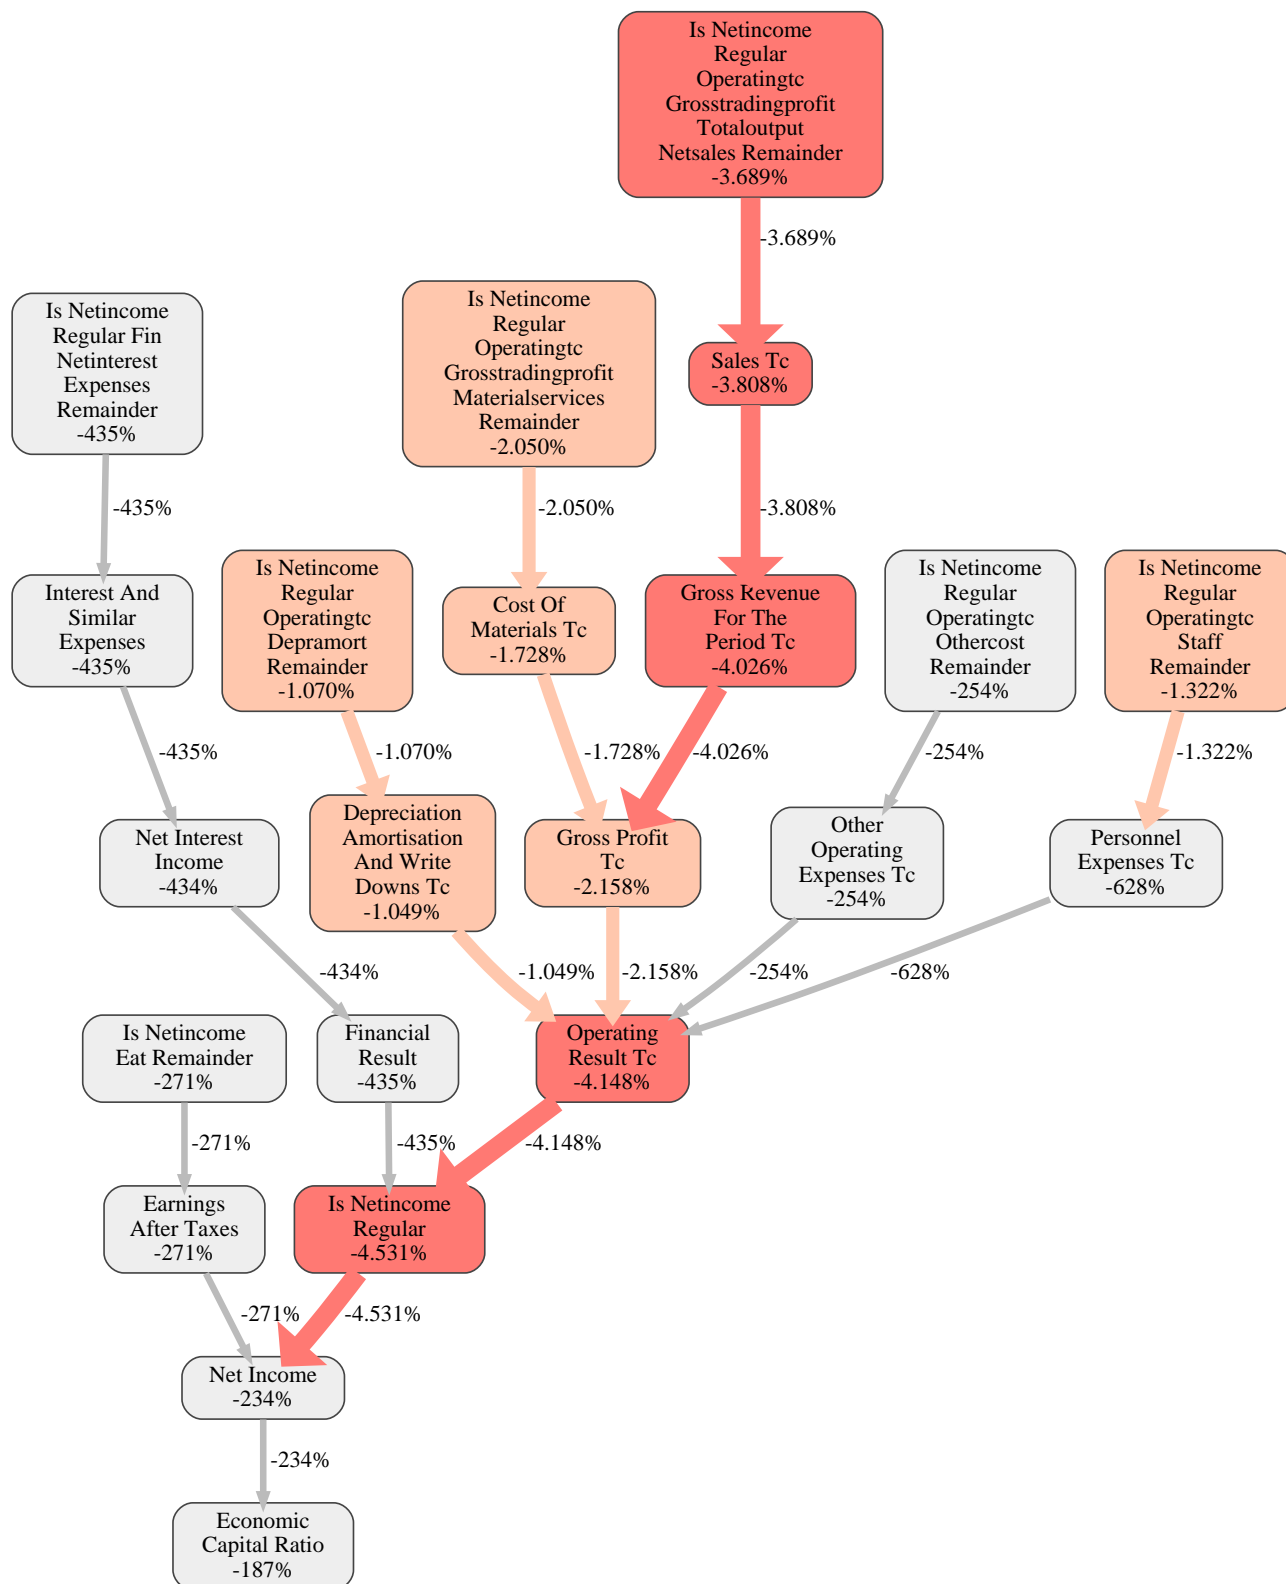 Is Netincome
Regular
Operatingtc
Grosstradingprofit
Totaloutput
Netsales Remainder
-3.689%
-3.689%
Is Netincome
Regular Fin
Netinterest
Expenses
Remainder
-435%
Is Netincome
Regular
Operatingtc
Grosstradingprofit
Materialservices
Remainder
-2.050%
Sales Tc
-3.808%
-435%
-2.050%
-3.808%
Interest And
Similar
Expenses
-435%
Is Netincome
Regular
Operatingtc
Depramort
Remainder
-1.070%
Cost Of
Materials Tc
-1.728%
Gross Revenue
For The
Period Tc
-4.026%
Is Netincome
Regular
Operatingtc
Othercost
Remainder
-254%
Is Netincome
Regular
Operatingtc
Staff
Remainder
-1.322%
-435%
-1.070%
-1.728%
-4.026%
-254%
-1.322%
Net Interest
Income
-434%
Depreciation
Amortisation
And Write
Downs Tc
-1.049%
Gross Profit
Tc
-2.158%
Other
Operating
Expenses Tc
-254%
Personnel
Expenses Tc
-628%
-434%
-1.049%
-2.158%
-254%
-628%
Is Netincome
Eat Remainder
-271%
Financial
Result
-435%
Operating
Result Tc
-4.148%
-271%
-435%
-4.148%
Earnings
After Taxes
-271%
Is Netincome
Regular
-4.531%
-271%
-4.531%
Net Income
-234%
-234%
Economic
Capital Ratio
-187%